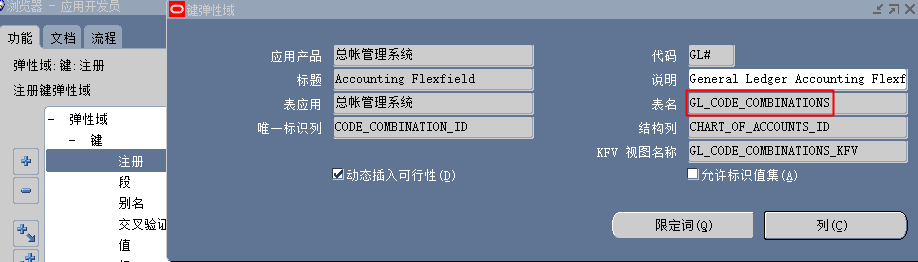 浏览器 - 应用开发员
功能 文档 流程
弹性域:键:注册
注册键弹性域
− 弹性域
− 键
注册
段
别名
交叉验证
值
键弹性域
应用产品 总帐管理系统 代码 GL#
标题 Accounting Flexfield 说明 General Ledger Accounting Flexf
表应用 总帐管理系统 表名 GL_CODE_COMBINATIONS
唯一标识列 CODE_COMBINATION_ID 结构列 CHART_OF_ACCOUNTS_ID
KFV 视图名称 GL_CODE_COMBINATIONS_KFV
动态插入可行性(D) 允许标识值集(A)
限定词(Q) 列(C)